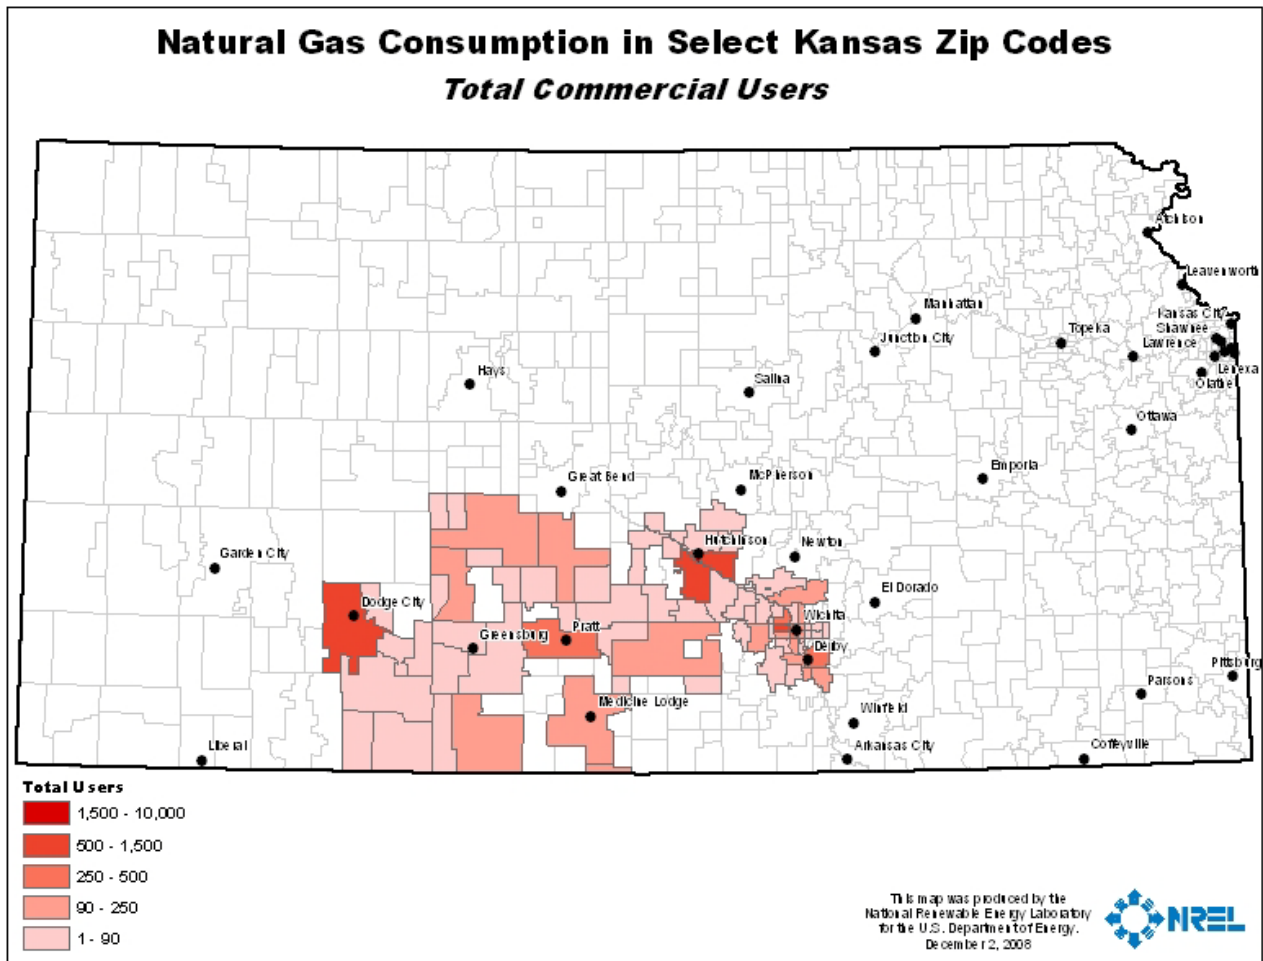 Natural Gas Consumption in Select Kansas Zip Codes
Total Commercial Users
Atchison
Leavenworth
Manhattan
Kansas City
Topeka
Shawnee
Junction City
Lawrence
Hays
Lenexa
Salina
Olathe
Ottawa
Emporia
Great Bend
McPherson
Hutchinson
Newton
Garden City
El Dorado
Dodge City
Wichita
Greensburg
Pratt
Derby
Pittsburg
Parsons
Medicine Lodge
Winfield
Liberal
Arkansas City
Coffeyville
Total Users
1,500 - 10,000
500 - 1,500
250 - 500
90 - 250
1 - 90
This map was produced by the
National Renewable Energy Laboratory
for the U.S. Department of Energy.
December 2, 2008
NREL